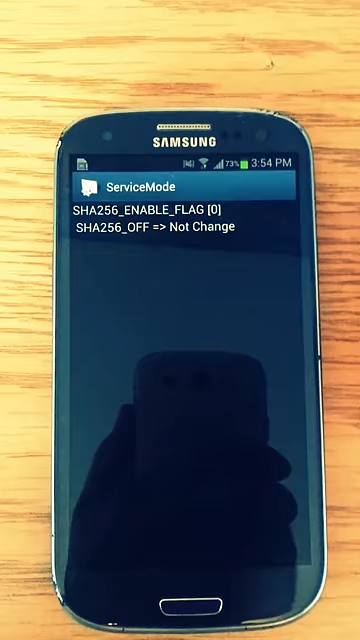 SAMSUNG
73% 3:54 PM
ServiceMode
SHA256_ENABLE_FLAG [0]
SHA256_OFF => Not Change